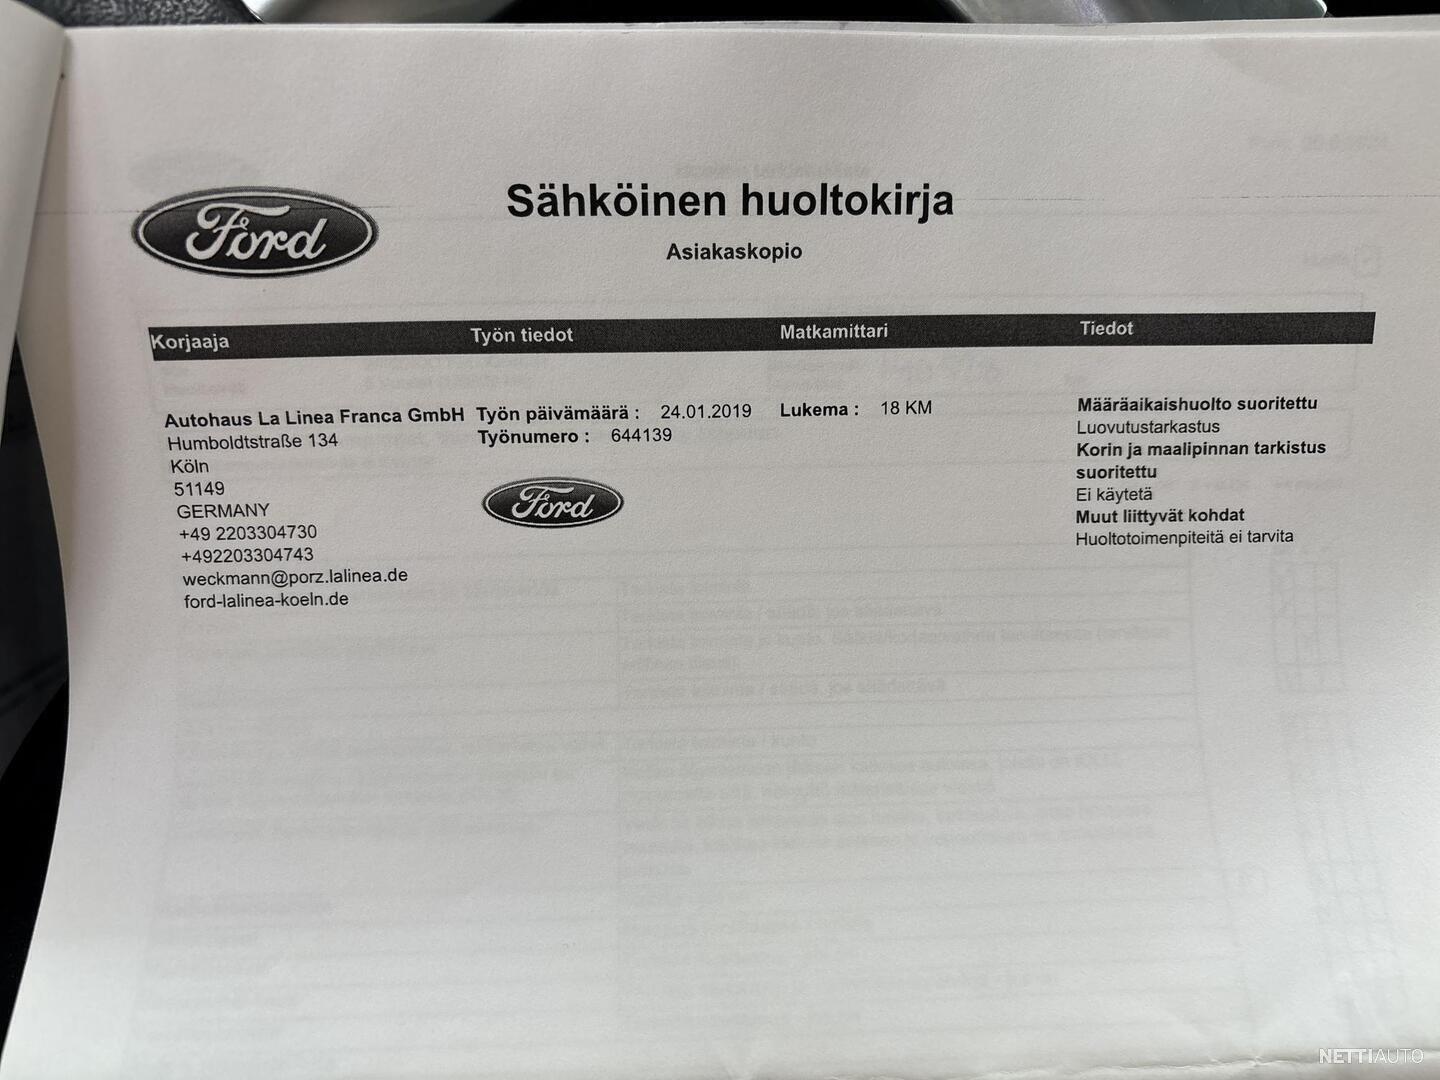 Ford
Sähköinen huoltokirja
Asiakaskopio
Korjaaja Työn tiedot Matkamittari Tiedot
Autohaus La Linea Franca GmbH Työn päivämäärä : 24.01.2019 Lukema : 18 KM Määräaikaishuolto suoritettu
Humboldtstraße 134 Työnumero : 644139 Luovutustarkastus
Köln Korin ja maalipinnan tarkistus
51149 suoritettu
GERMANY Ford Ei käytetä
+49 2203304730 Muut liittyvät kohdat
+492203304743 Huoltotoimenpiteitä ei tarvita
weckmann@porz.lalinea.de
ford-lalinea-koeln.de
NETTIAUTO